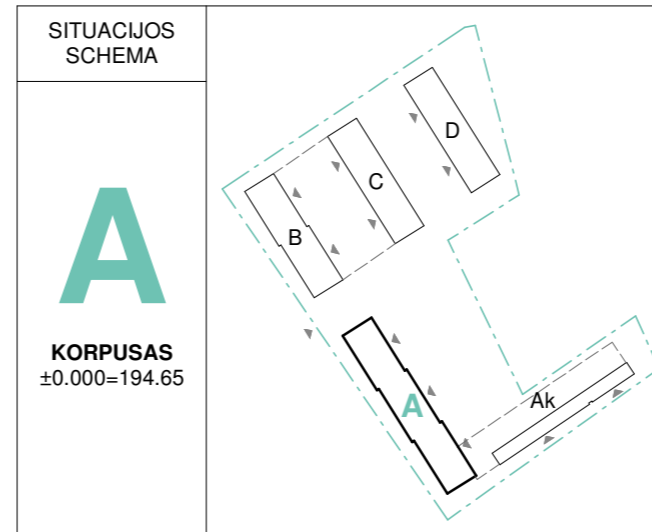 SITUACIJOS
SCHEMA
A
KORPUSAS
±0.000=194.65
D
C
B
A
Ak